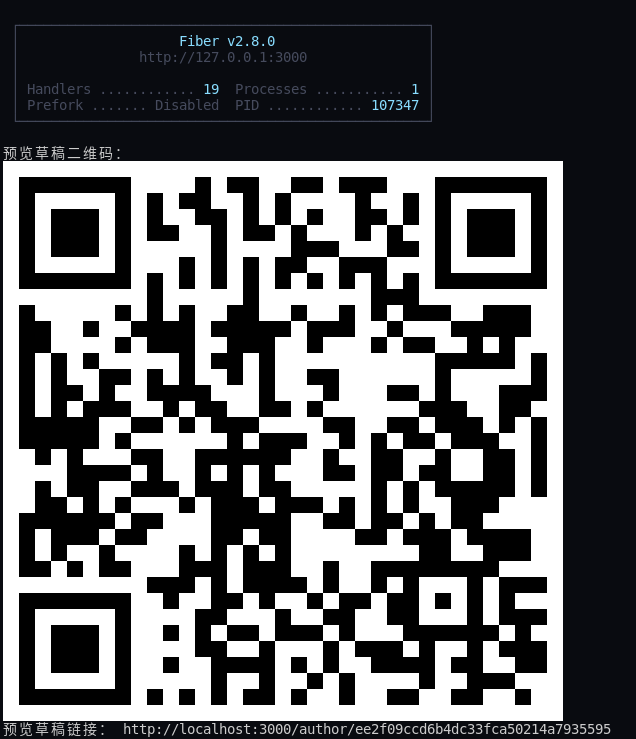 Fiber v2.8.0
http://127.0.0.1:3000
Handlers ............ 19  Processes ........... 1
Prefork ....... Disabled  PID ............ 107347
预览草稿二维码：
预览草稿链接： http://localhost:3000/author/ee2f09ccd6b4dc33fca50214a7935595